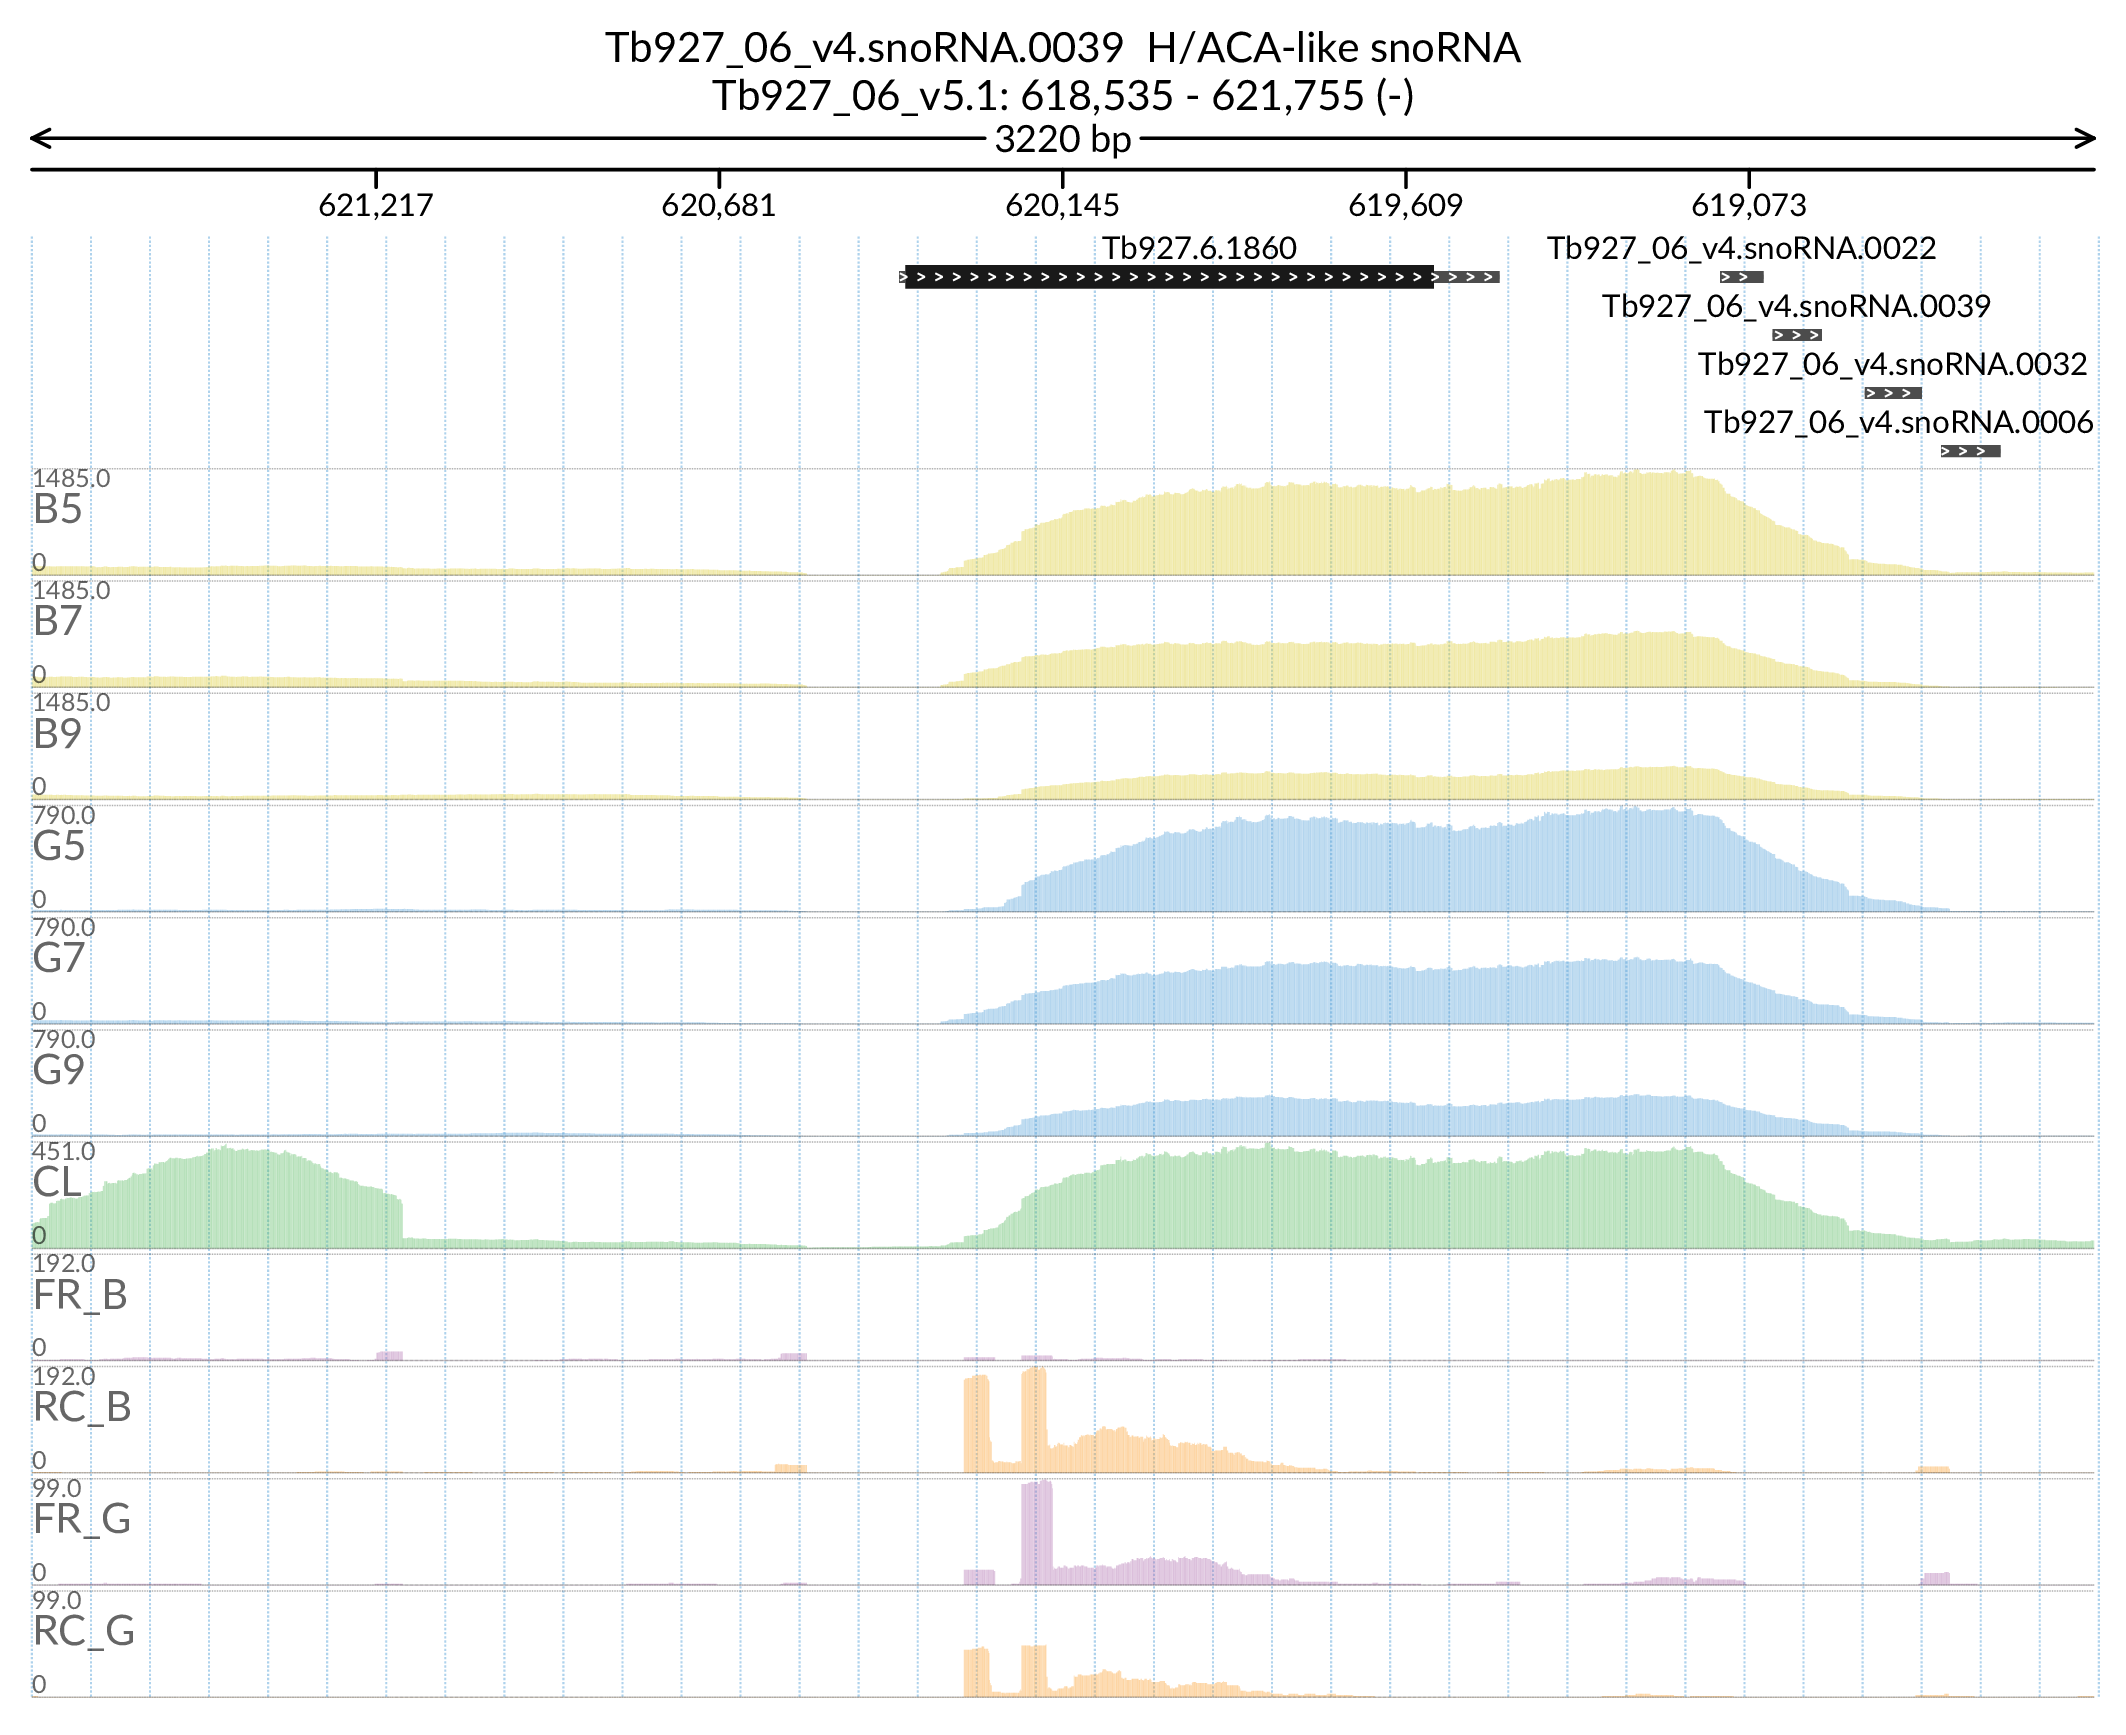 Tb927_06_v4.snoRNA.0039 H/ACA-like snoRNA
Tb927_06_v5.1: 618,535 - 621,755 (-)
3220 bp
621,217 620,681 620,145 619,609 619,073
Tb927.6.1860 Tb927_06_v4.snoRNA.0022
Tb927_06_v4.snoRNA.0039
Tb927_06_v4.snoRNA.0032
Tb927_06_v4.snoRNA.0006
1485.0
B5
0
1485.0
B7
0
1485.0
B9
0
790.0
G5
0
790.0
G7
0
790.0
G9
0
451.0
CL
0
192.0
FR_B
0
192.0
RC_B
0
99.0
FR_G
0
99.0
RC_G
0